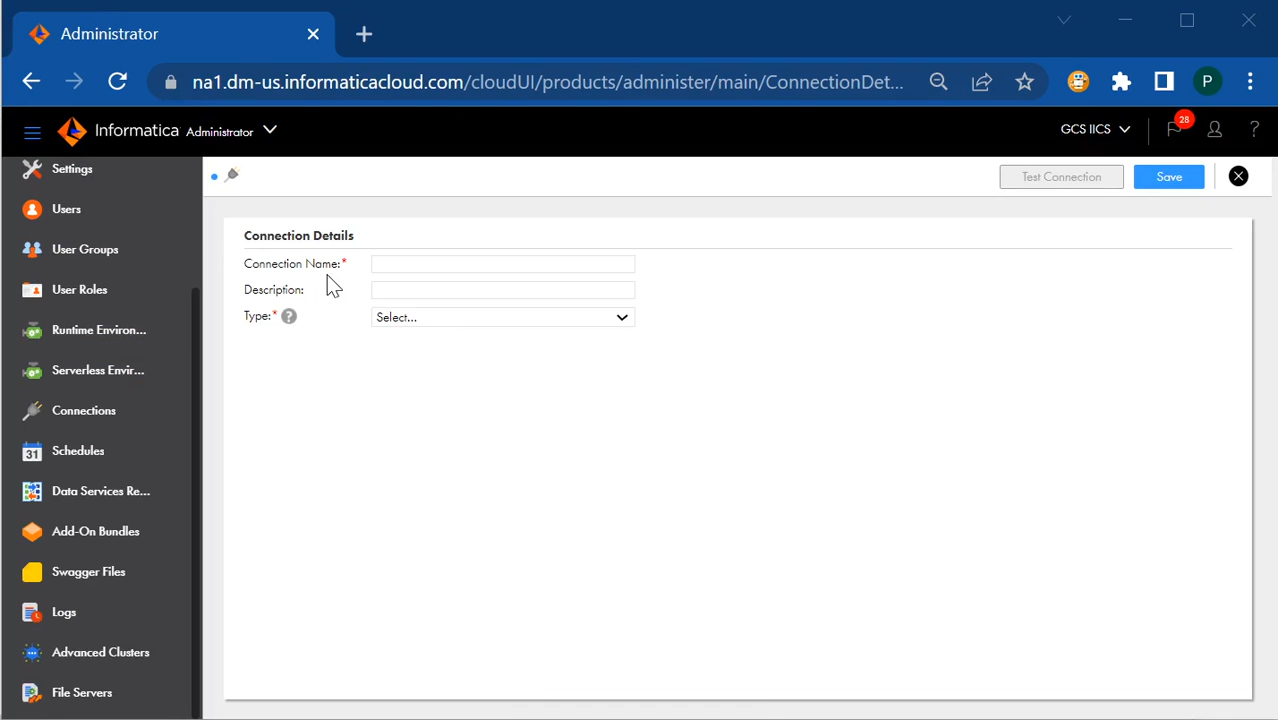 Administrator
na1.dm-us.informaticacloud.com/cloudUI/products/administer/main/ConnectionDet...
P
Informatica Administrator
GCS IICS
28
?
Settings
Test Connection
Save
Users
Connection Details
User Groups
Connection Name:*
User Roles
Description:
Type:* ?
Select...
Runtime Environ...
Serverless Envir...
Connections
31
Schedules
Data Services Re...
Add-On Bundles
Swagger Files
Logs
Advanced Clusters
File Servers